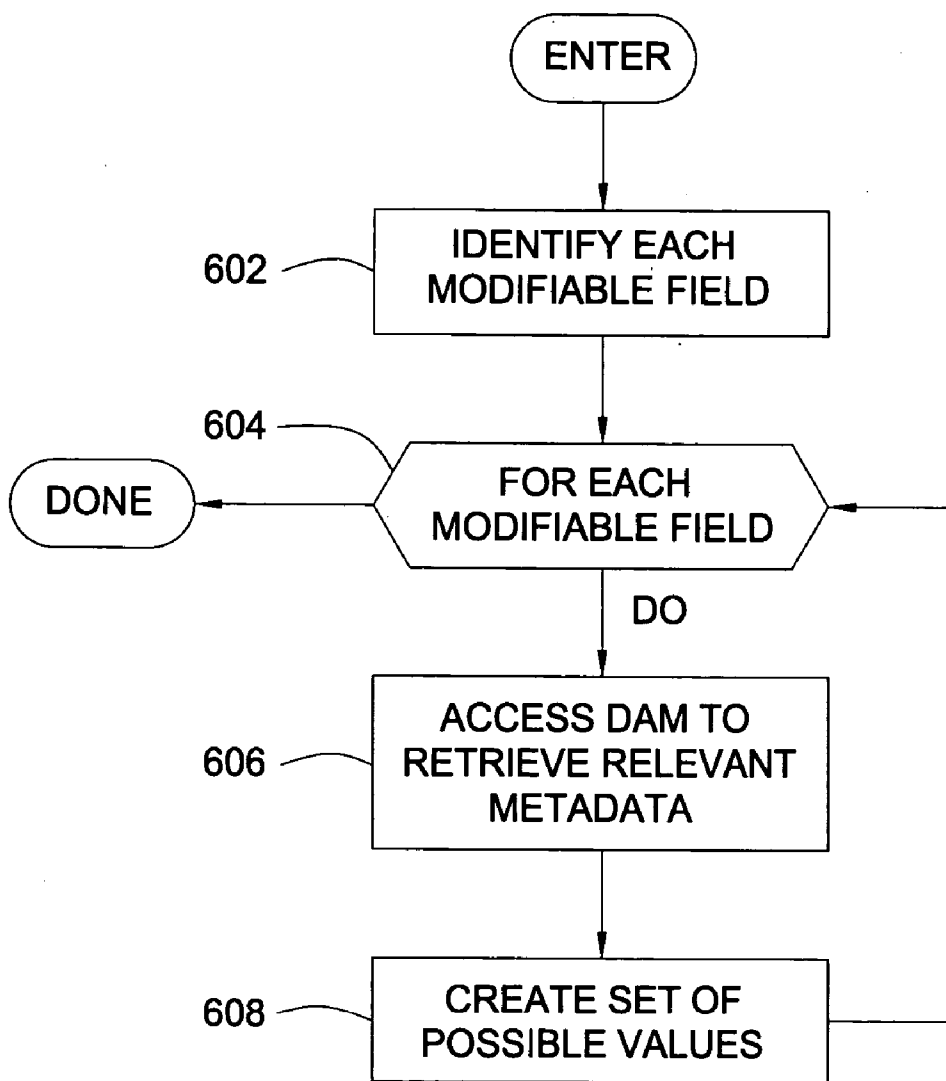 ENTER
602
IDENTIFY EACH
MODIFIABLE FIELD
604
FOR EACH
MODIFIABLE FIELD
DONE
DO
606
ACCESS DAM TO
RETRIEVE RELEVANT
METADATA
608
CREATE SET OF
POSSIBLE VALUES